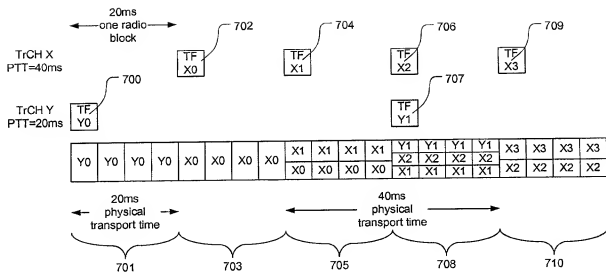 20ms
one radio
block
702
704
706
709
TrCH X
PTT=40ms
TF
X0
TF
X1
TF
X2
TF
X3
700
707
TrCH Y
PTT=20ms
TF
Y0
TF
Y1
Y0 Y0 Y0 Y0 X0 X0 X0 X0
X1 X1 X1 X1
X0 X0 X0 X0
Y1 Y1 Y1 Y1
X2 X2 X2 X2
X1 X1 X1 X1
X3 X3 X3 X3
X2 X2 X2 X2
20ms
physical
transport time
40ms
physical
transport time
701
703
705
708
710